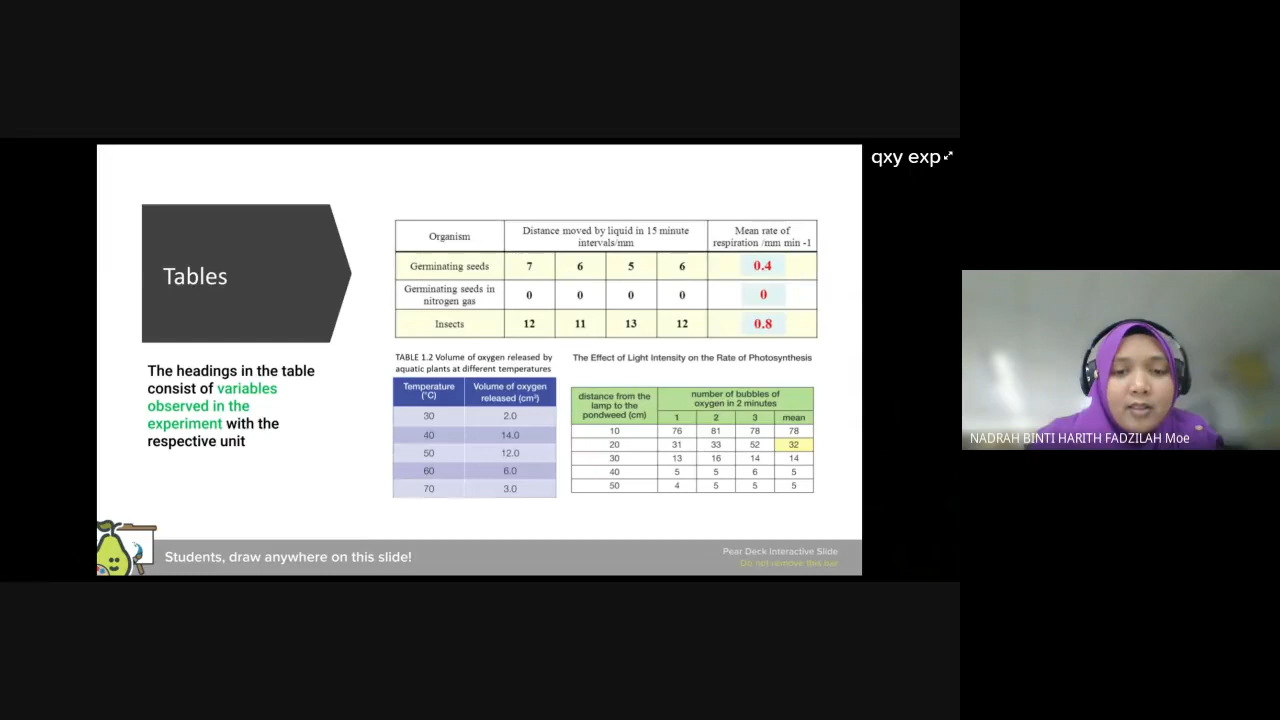 qxy exp
Tables
The headings in the table
consist of variables
observed in the
experiment with the
respective unit
Organism
Distance moved by liquid in 15 minute
intervals/mm
Mean rate of
respiration /mm min -1
Germinating seeds 7 6 5 6 0.4
Germinating seeds in
nitrogen gas
0 0 0 0 0
Insects 12 11 13 12 0.8
TABLE 1.2 Volume of oxygen released by
aquatic plants at different temperatures
Temperature
(°C)
Volume of oxygen
released (cm³)
30 2.0
40 14.0
50 12.0
60 6.0
70 3.0
The Effect of Light Intensity on the Rate of Photosynthesis
distance from the
lamp to the
pondweed (cm)
number of bubbles of
oxygen in 2 minutes
1 2 3 mean
10 76 81 78 78
20 31 33 52 32
30 13 16 14 14
40 5 5 6 5
50 4 5 5 5
Students, draw anywhere on this slide!
Pear Deck Interactive Slide
Do not remove this bar
NADRAH BINTI HARITH FADZILAH Moe